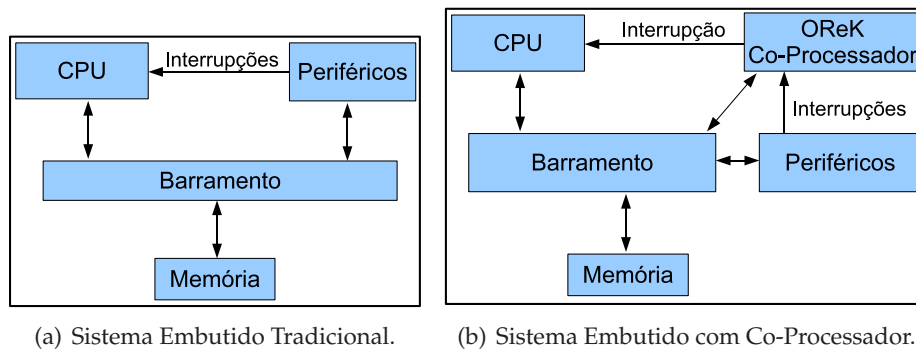 CPU
Interrupções
Periféricos
Barramento
Memória
(a) Sistema Embutido Tradicional.
CPU
Interrupção
OReK
Co-Processador
Interrupções
Barramento
Periféricos
Memória
(b) Sistema Embutido com Co-Processador.